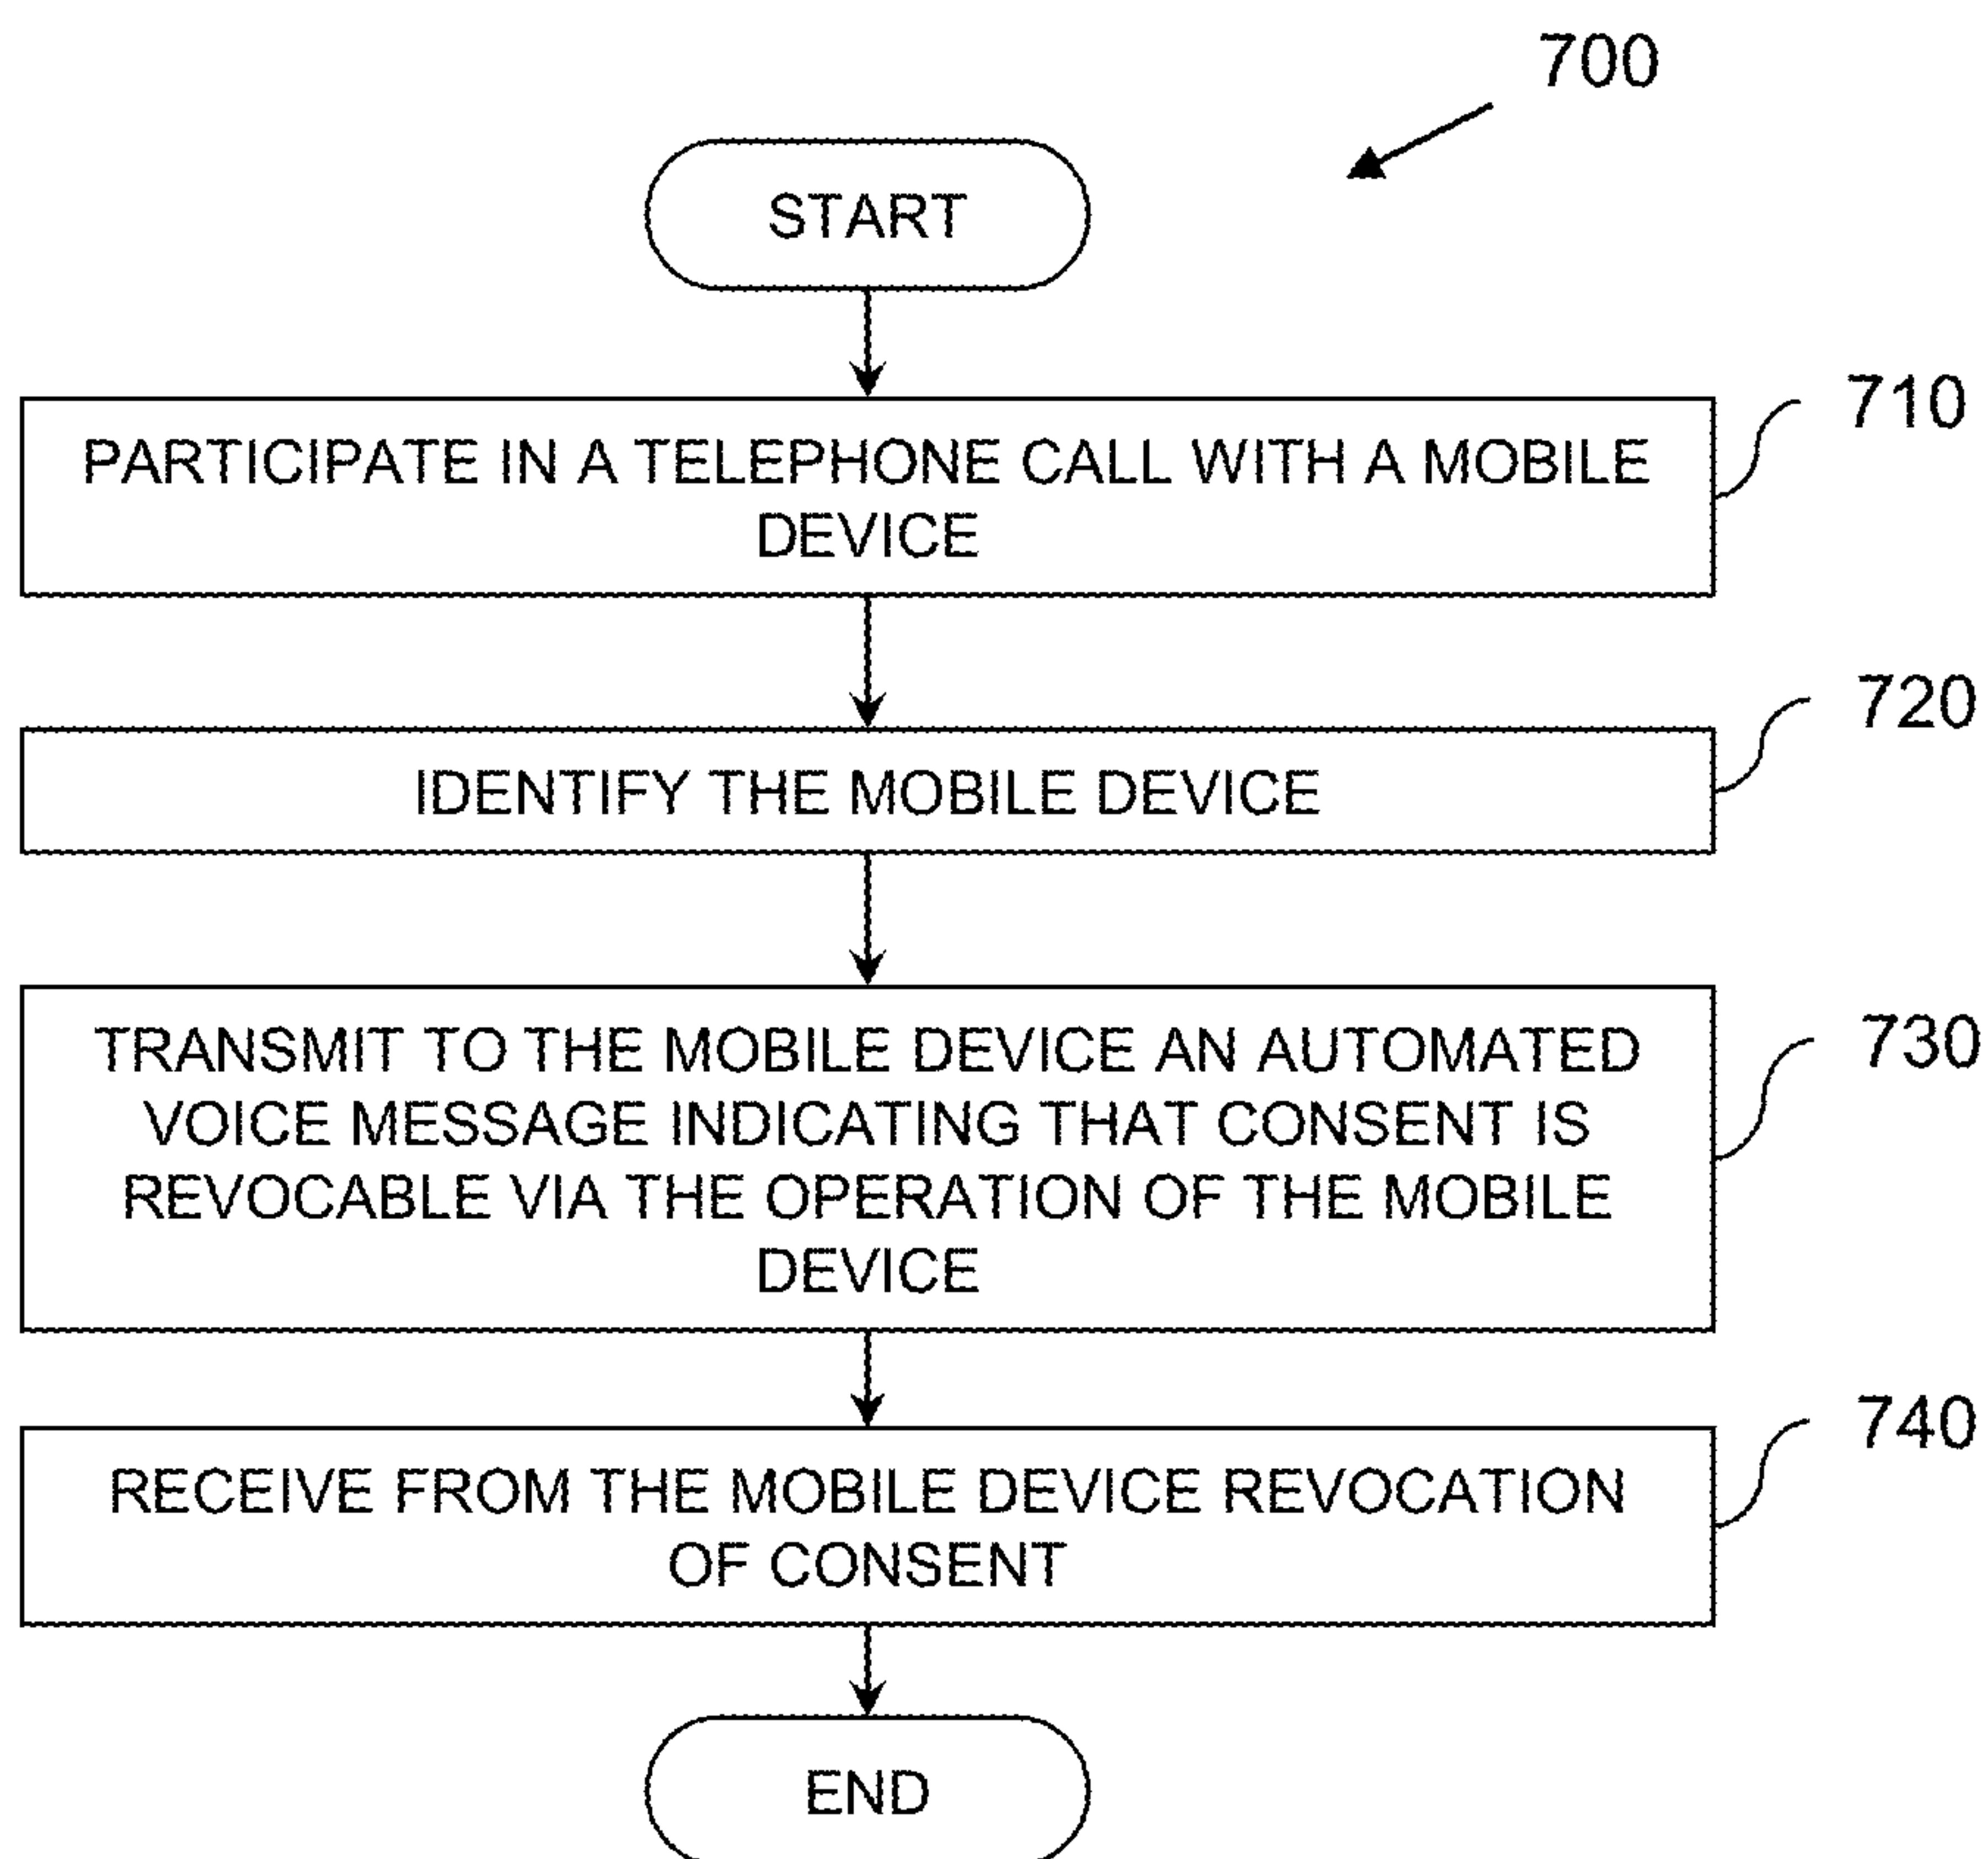 700
START
710
PARTICIPATE IN A TELEPHONE CALL WITH A MOBILE
DEVICE
720
IDENTIFY THE MOBILE DEVICE
730
TRANSMIT TO THE MOBILE DEVICE AN AUTOMATED
VOICE MESSAGE INDICATING THAT CONSENT IS
REVOCABLE VIA THE OPERATION OF THE MOBILE
DEVICE
740
RECEIVE FROM THE MOBILE DEVICE REVOCATION
OF CONSENT
END